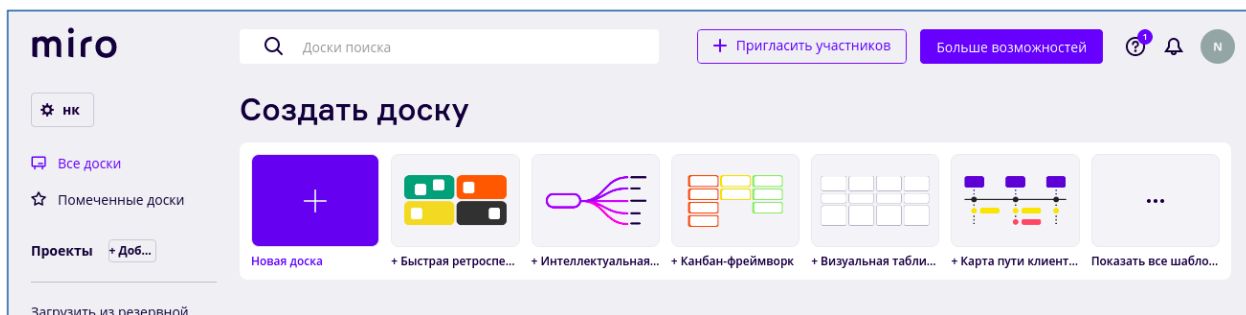 miro
Доски поиска
+ Пригласить участников
Больше возможностей
1
N
нк
Создать доску
Все доски
Помеченные доски
Проекты + Доб...
Новая доска
+ Быстрая ретроспе...
+ Интеллектуальная...
+ Канбан-фреймворк
+ Визуальная табли...
+ Карта пути клиент...
Показать все шабло...
Загрузить из резервной